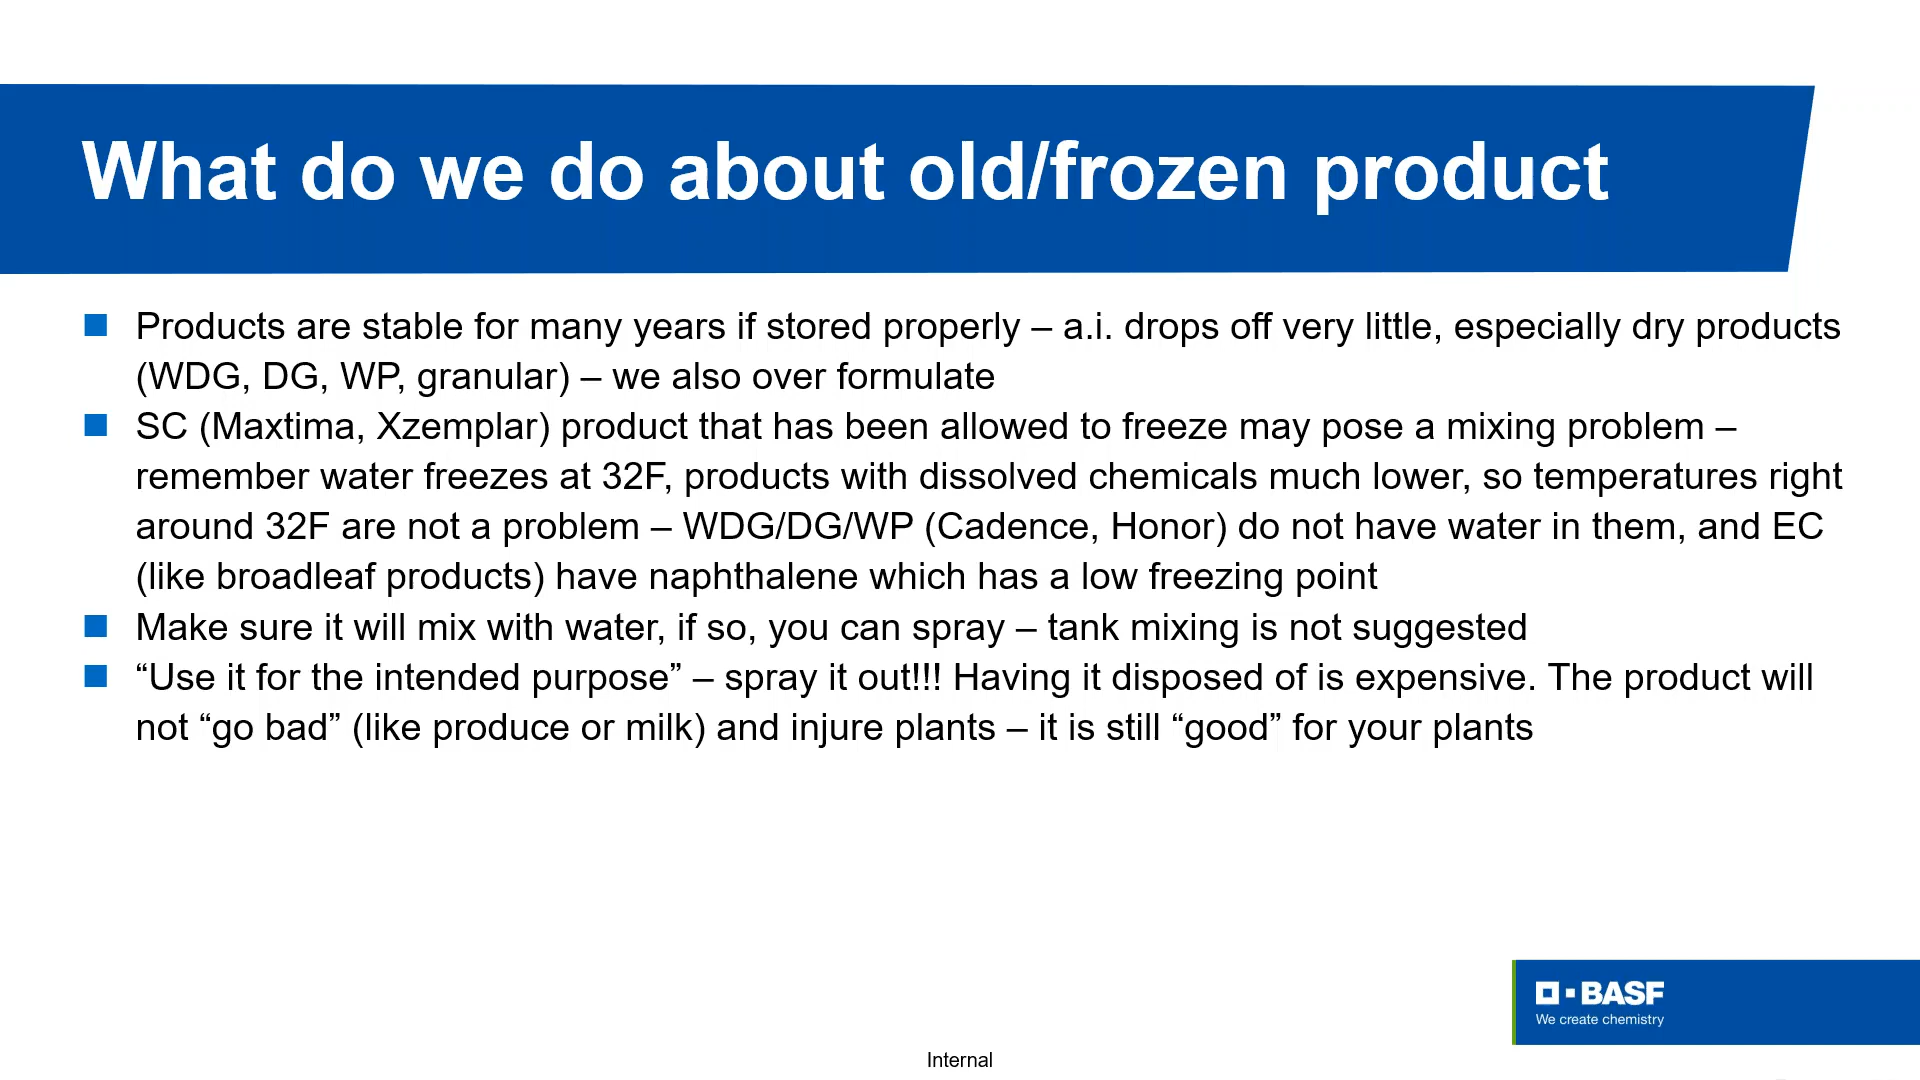 What do we do about old/frozen product
Products are stable for many years if stored properly – a.i. drops off very little, especially dry products
(WDG, DG, WP, granular) – we also over formulate
SC (Maxtima, Xzemplar) product that has been allowed to freeze may pose a mixing problem –
remember water freezes at 32F, products with dissolved chemicals much lower, so temperatures right
around 32F are not a problem – WDG/DG/WP (Cadence, Honor) do not have water in them, and EC
(like broadleaf products) have naphthalene which has a low freezing point
Make sure it will mix with water, if so, you can spray – tank mixing is not suggested
“Use it for the intended purpose” – spray it out!!! Having it disposed of is expensive. The product will
not “go bad” (like produce or milk) and injure plants – it is still “good” for your plants
BASF
We create chemistry
Internal